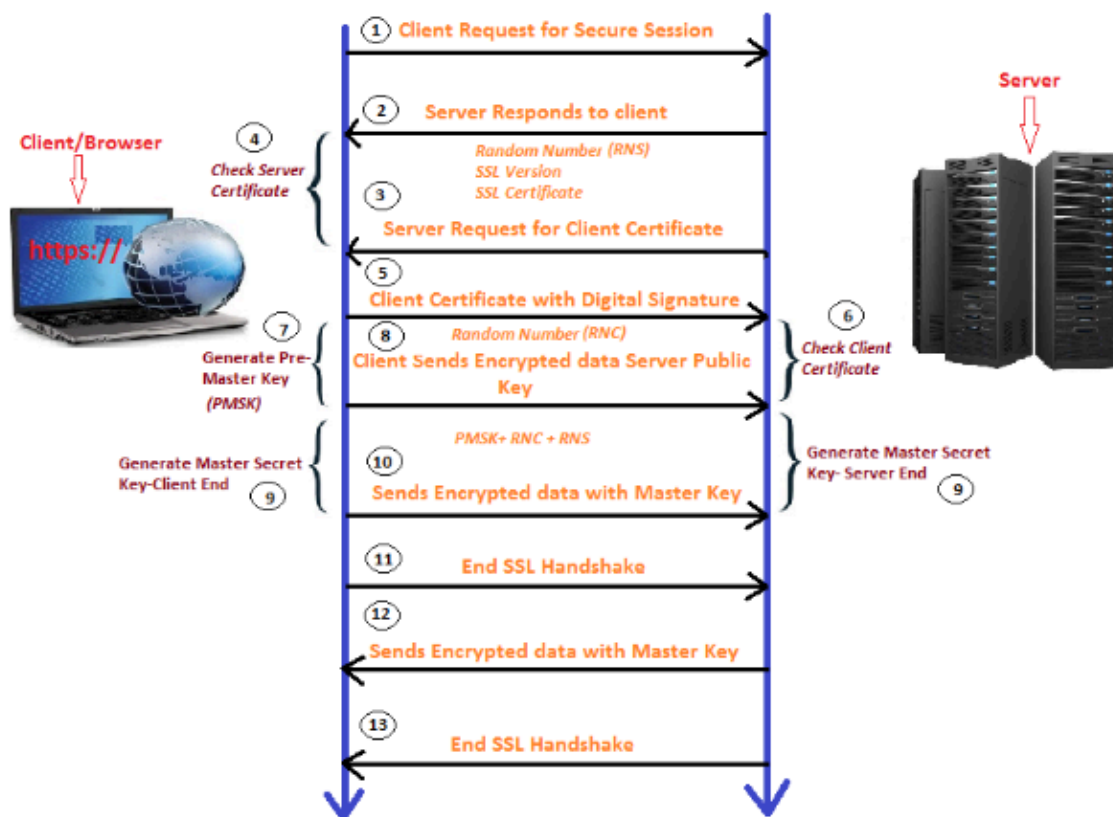 1 Client Request for Secure Session
Server
2 Server Responds to client
Client/Browser
4
Check Server
Certificate
Random Number (RNS)
SSL Version
SSL Certificate
3
Server Request for Client Certificate
https://
5
Client Certificate with Digital Signature
7
Generate Pre-
Master Key
(PMSK)
8 Random Number (RNC)
Client Sends Encrypted data Server Public
Key
6
Check Client
Certificate
PMSK+ RNC + RNS
Generate Master Secret
Key-Client End 9
Generate Master Secret
Key- Server End 9
10
Sends Encrypted data with Master Key
11 End SSL Handshake
12
Sends Encrypted data with Master Key
13
End SSL Handshake